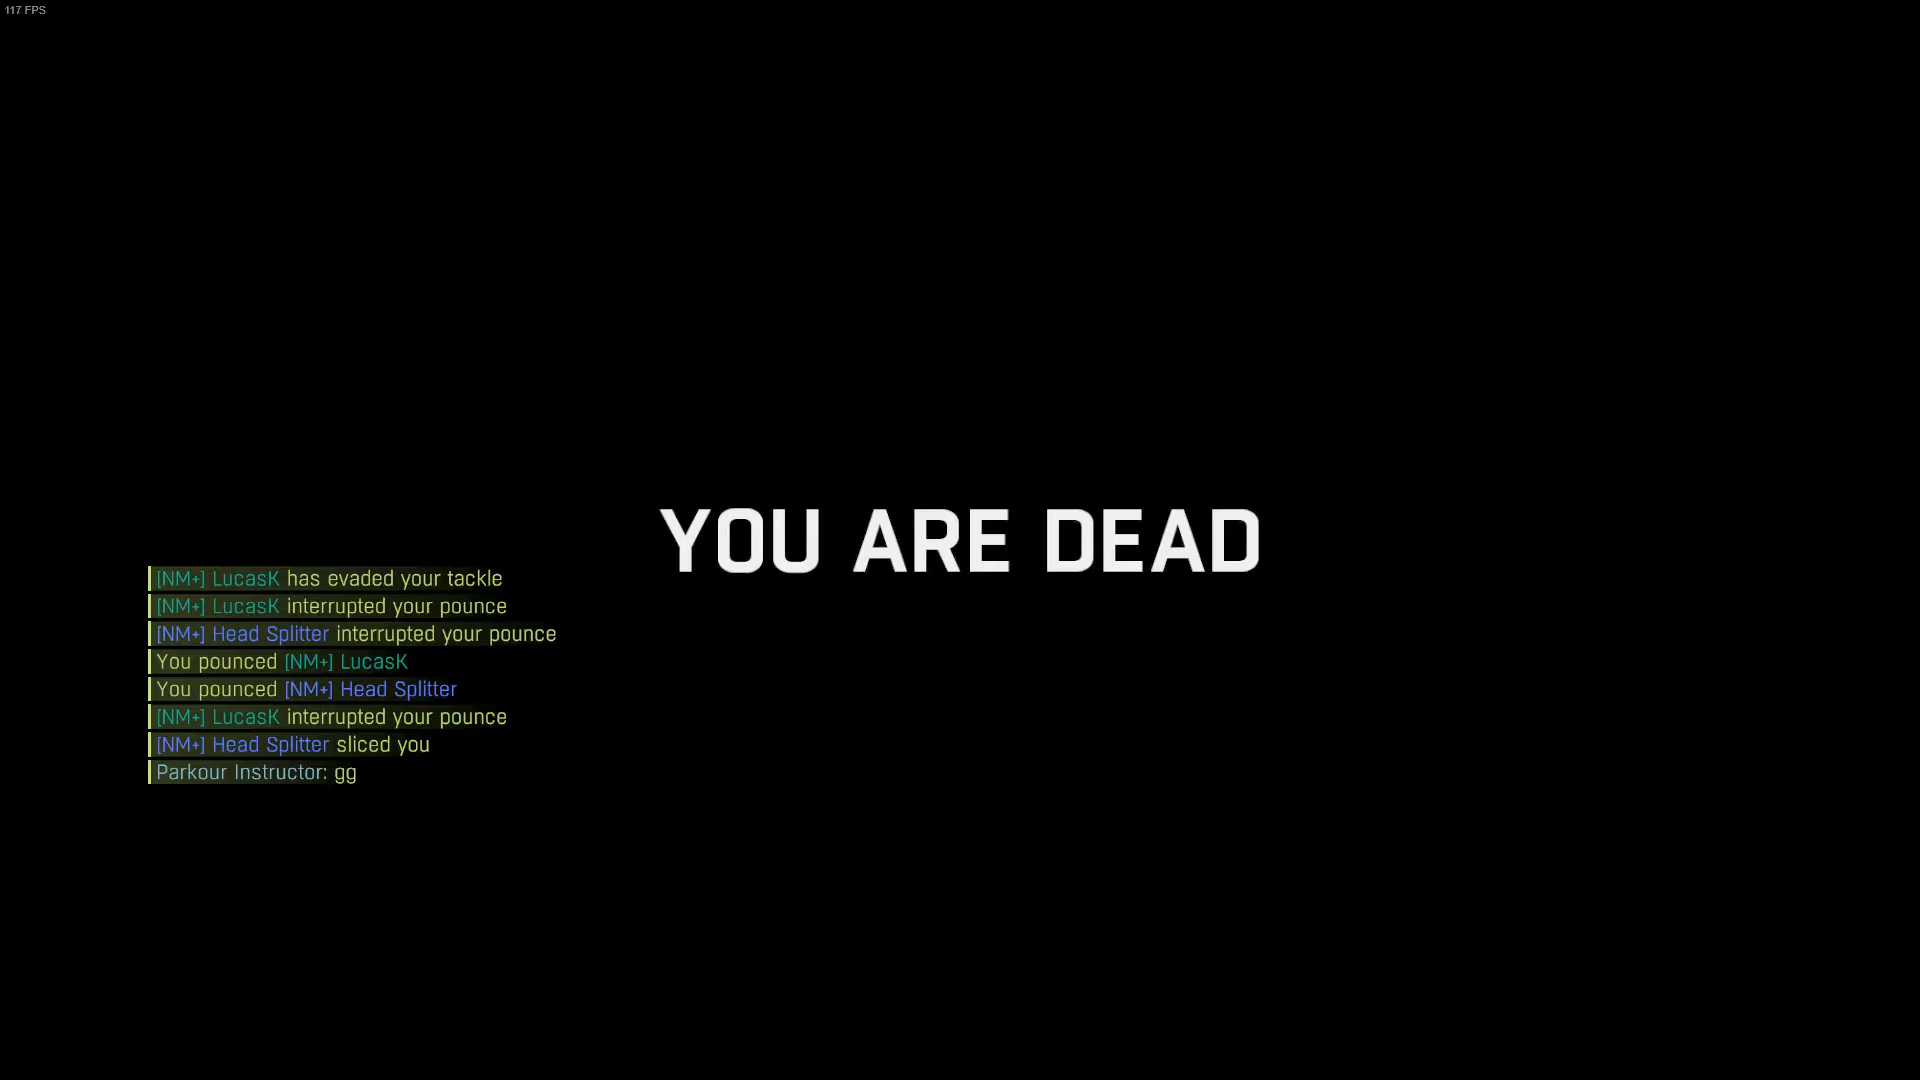 117 FPS
YOU ARE DEAD
[NM+] LucasK has evaded your tackle
[NM+] LucasK interrupted your pounce
[NM+] Head Splitter interrupted your pounce
You pounced [NM+] LucasK
You pounced [NM+] Head Splitter
[NM+] LucasK interrupted your pounce
[NM+] Head Splitter sliced you
Parkour Instructor: gg